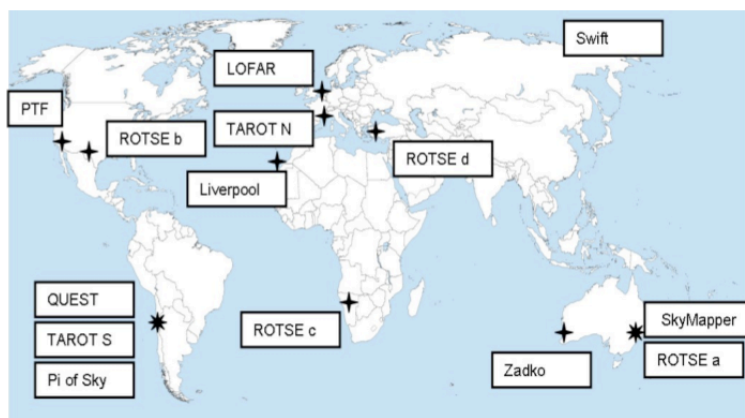 Swift
LOFAR
PTF
ROTSE b
TAROT N
ROTSE d
Liverpool
QUEST
TAROT S
Pi of Sky
ROTSE c
SkyMapper
ROTSE a
Zadko